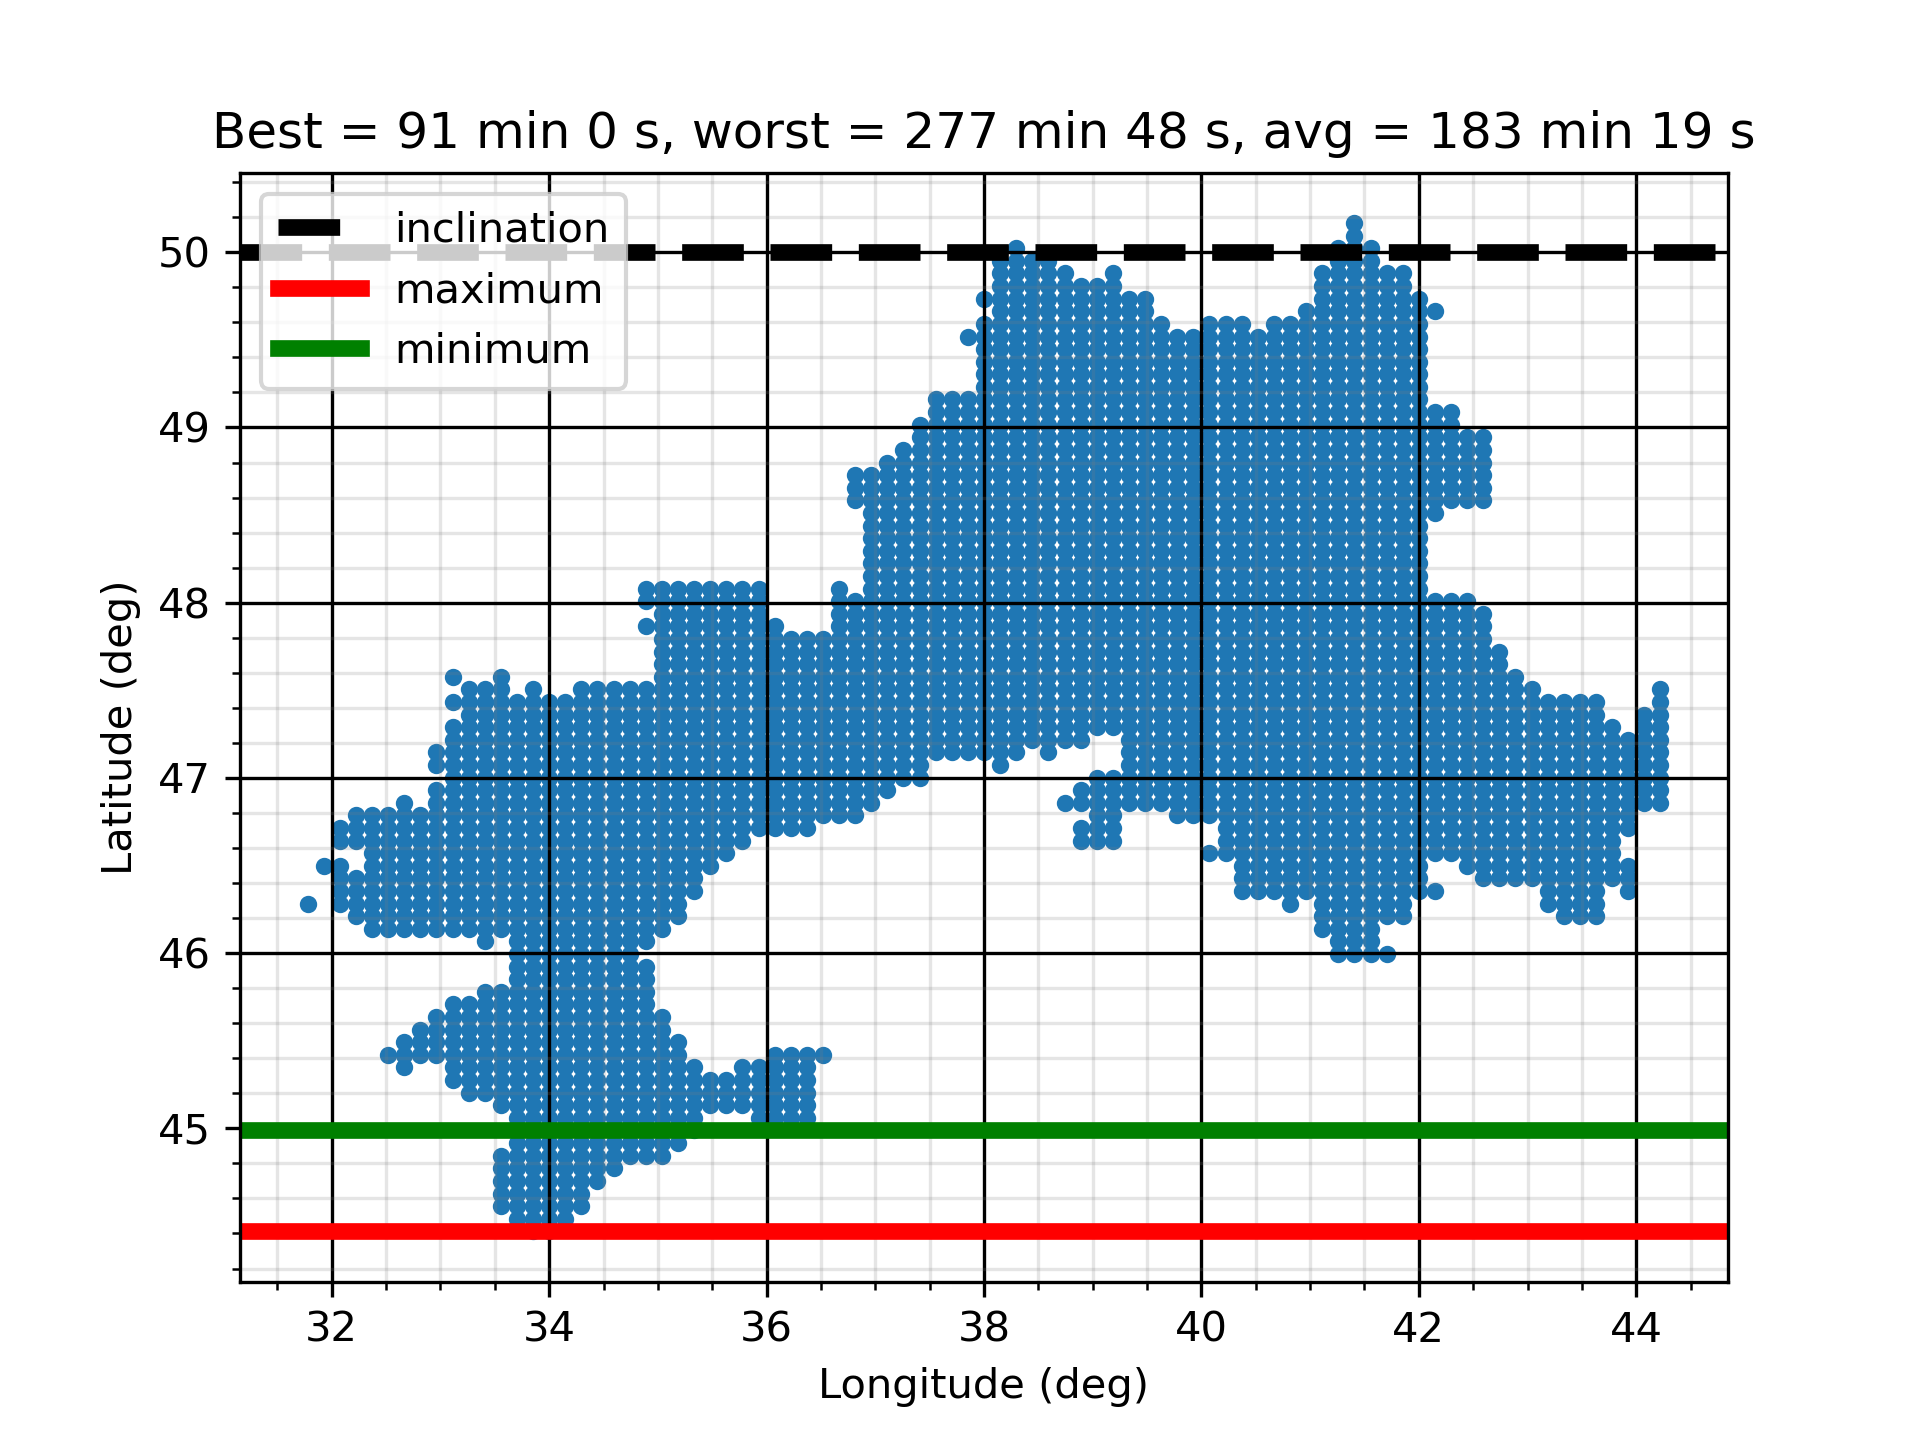 Best = 91 min 0 s, worst = 277 min 48 s, avg = 183 min 19 s
inclination
maximum
minimum
50
49
48
47
46
45
Latitude (deg)
32 34 36 38 40 42 44
Longitude (deg)